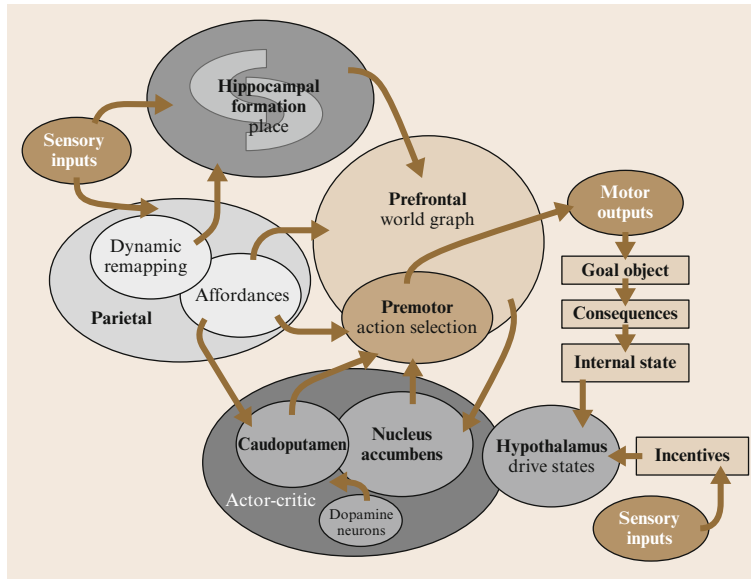 Hippocampal
formation
place
Sensory
inputs
Prefrontal
world graph
Motor
outputs
Dynamic
remapping
Goal object
Affordances
Parietal
Premotor
action selection
Consequences
Internal state
Caudoputamen
Nucleus
accumbens
Hypothalamus
drive states
Incentives
Actor-critic
Dopamine
neurons
Sensory
inputs